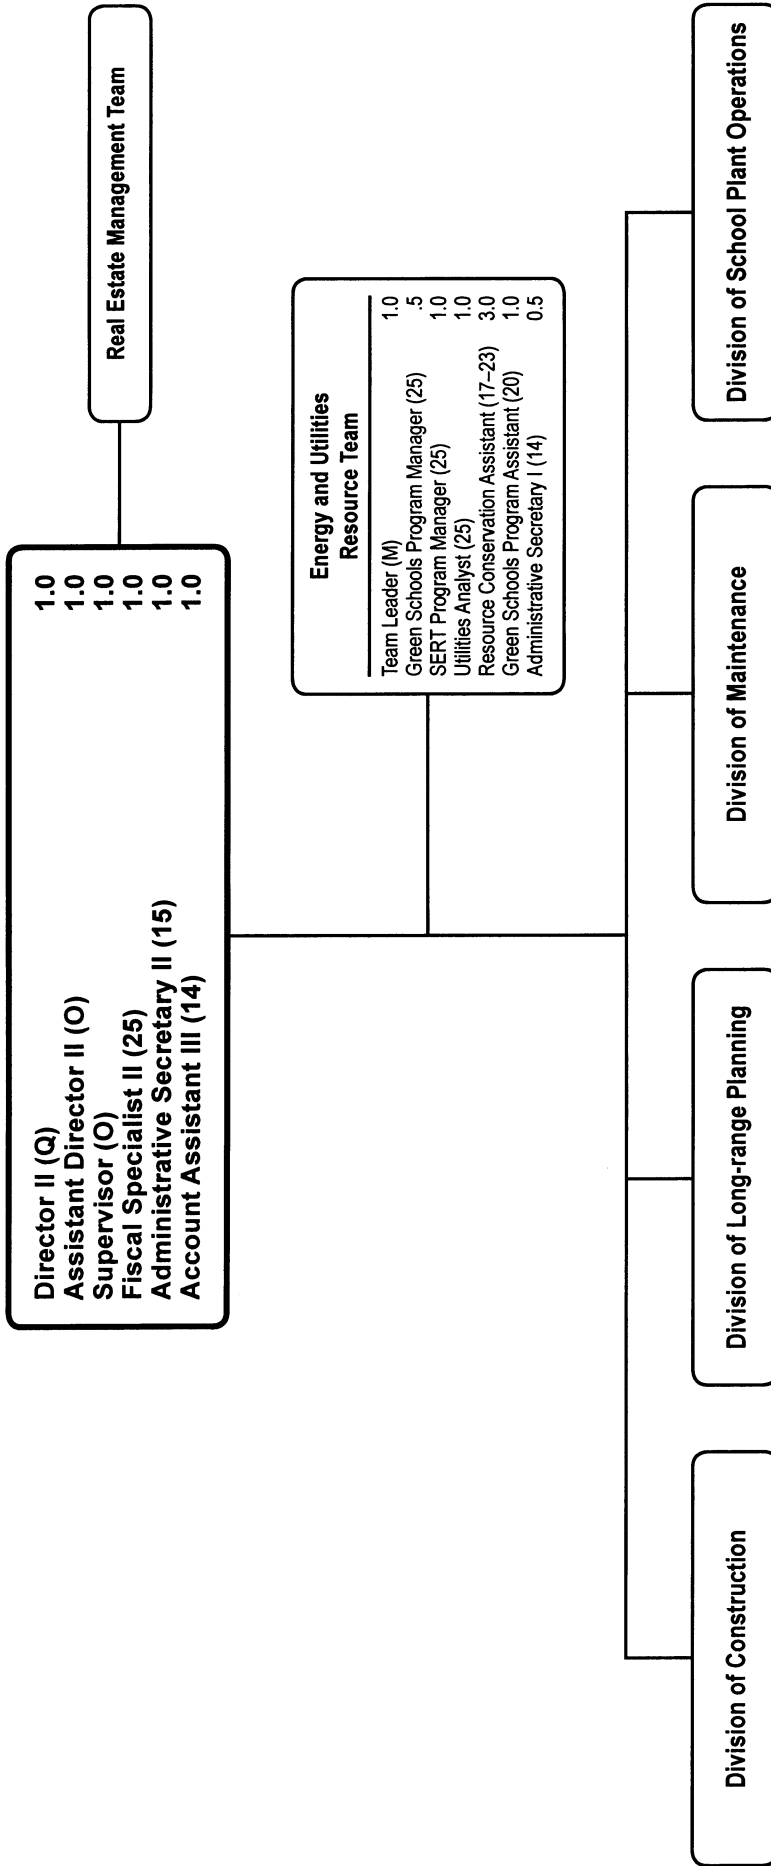 Director II (Q) 1.0
Assistant Director II (O) 1.0
Supervisor (O) 1.0
Fiscal Specialist II (25) 1.0
Administrative Secretary II (15) 1.0
Account Assistant III (14) 1.0
Real Estate Management Team
Energy and Utilities
Resource Team
Team Leader (M) 1.0
Green Schools Program Manager (25) .5
SERT Program Manager (25) 1.0
Utilities Analyst (25) 1.0
Resource Conservation Assistant (17–23) 3.0
Green Schools Program Assistant (20) 1.0
Administrative Secretary I (14) 0.5
Division of Construction
Division of Long-range Planning
Division of Maintenance
Division of School Plant Operations